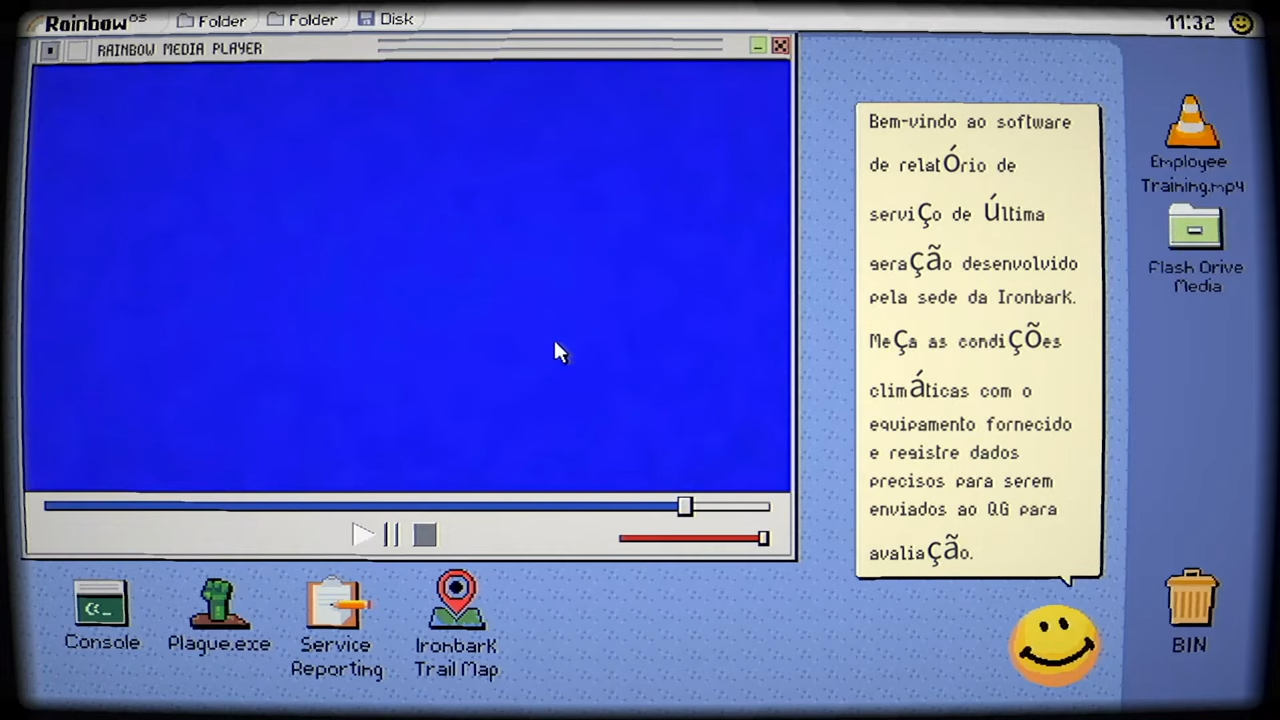 RainbowOS
Folder
Folder
Disk
11:32
RAINBOW MEDIA PLAYER
Bem-vindo ao software
de relatÓrio de
serviÇo de Última
geraÇÃo desenvolvido
pela sede da Ironbark.
MeÇa as condiÇÕes
climÁticas com o
equipamento fornecido
e registre dados
precisos para serem
enviados ao QG para
avaliaÇÃo.
Employee
Training.mp4
Flash Drive
Media
Console
Plague.exe
Service
Reporting
Ironbark
Trail Map
BIN